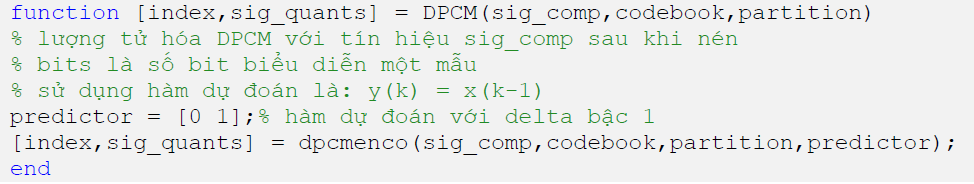 function [index,sig_quants] = DPCM(sig_comp,codebook,partition)
% lượng tử hóa DPCM với tín hiệu sig_comp sau khi nén
% bits là số bit biểu diễn một mẫu
% sử dụng hàm dự đoán là: y(k) = x(k-1)
predictor = [0 1];% hàm dự đoán với delta bậc 1
[index,sig_quants] = dpcmenco(sig_comp,codebook,partition,predictor);
end